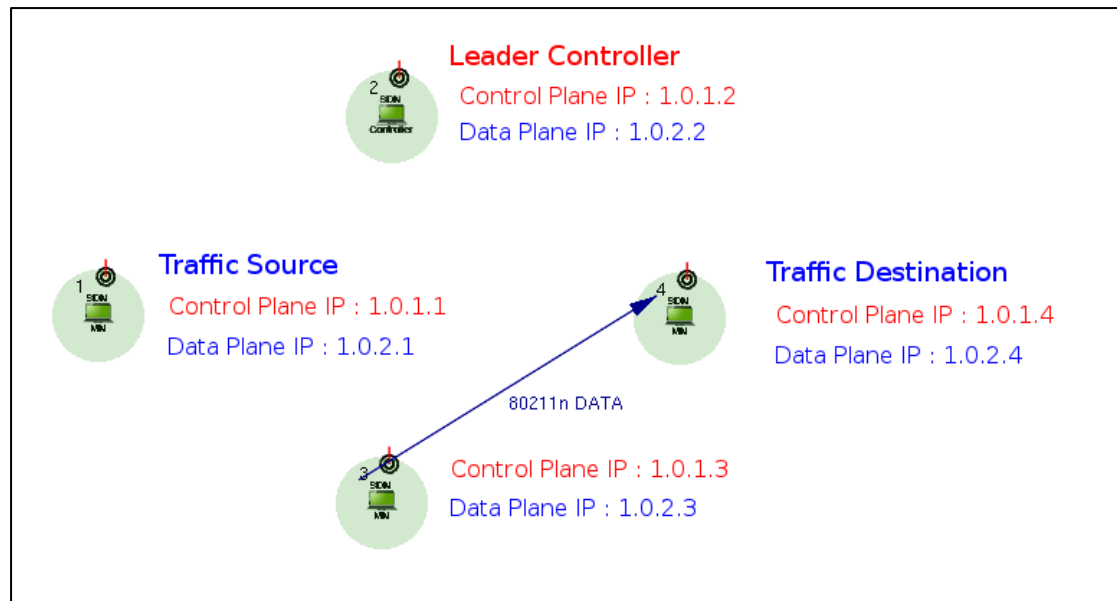 Leader Controller
2
SDN
Controller
Control Plane IP : 1.0.1.2
Data Plane IP : 1.0.2.2
Traffic Source
1
SDN
MN
Control Plane IP : 1.0.1.1
Data Plane IP : 1.0.2.1
Traffic Destination
4
SDN
MN
Control Plane IP : 1.0.1.4
Data Plane IP : 1.0.2.4
80211n DATA
3
SDN
MN
Control Plane IP : 1.0.1.3
Data Plane IP : 1.0.2.3